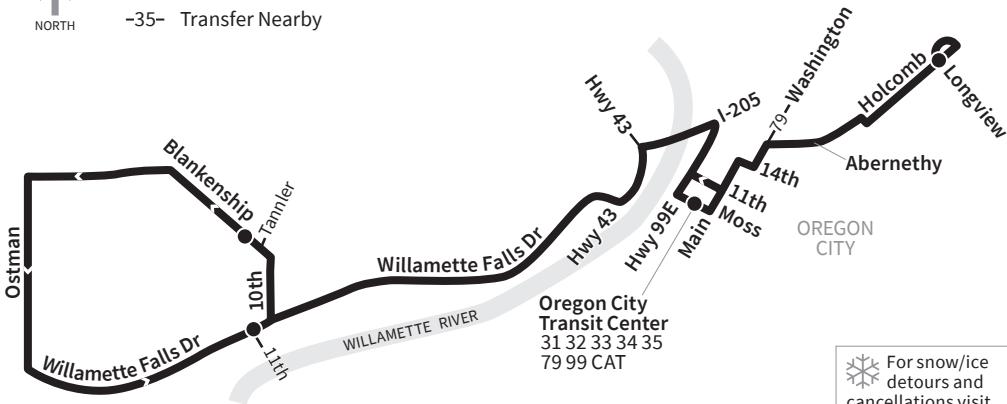 NORTH
-35- Transfer Nearby
Hwy 43
I-205
79
Washington
Holcomb
Longview
Abernethy
14th
11th
Moss
Main
Hwy 99E
Hwy 43
OREGON
CITY
Blankenship
Tannler
Ostman
10th
Willamette Falls Dr
Willamette Falls Dr
11th
WILLAMETTE RIVER
Oregon City
Transit Center
31 32 33 34 35
79 99 CAT
For snow/ice
detours and
cancellations visit